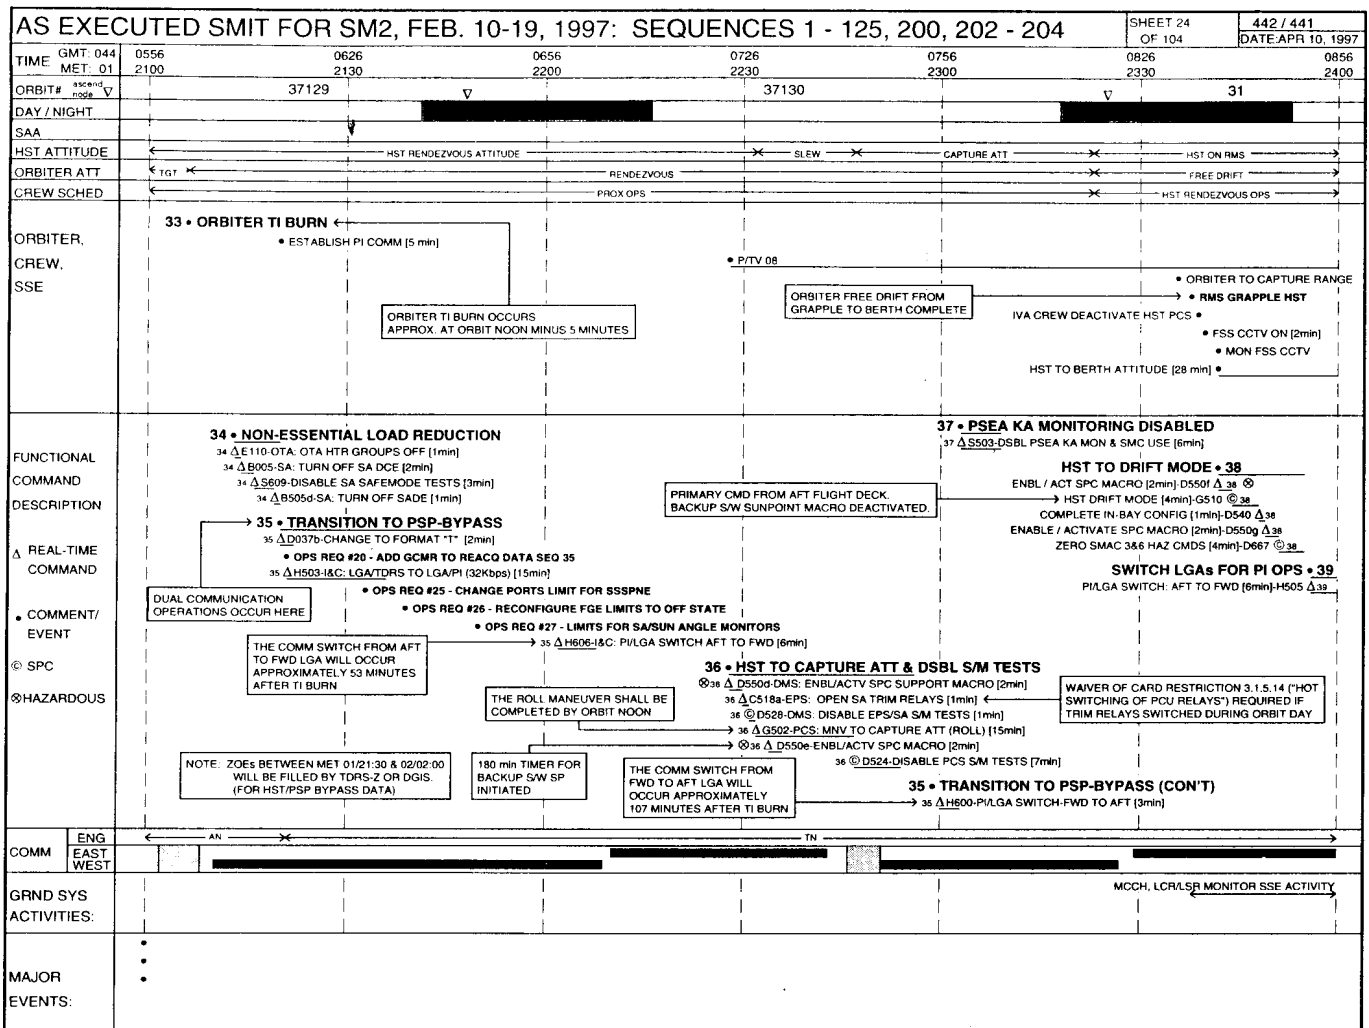 AS EXECUTED SMIT FOR SM2, FEB. 10-19, 1997: SEQUENCES 1 - 125, 200, 202 - 204
SHEET 24
OF 104
442 / 441
DATE:APR 10, 1997
TIME GMT: 044 0556 0626 0656 0726 0756 0826 0856
MET: 01 2100 2130 2200 2230 2300 2330 2400
ORBIT# ascend node ▽ 37129 ▽ 37130 ▽ 31
DAY / NIGHT
SAA
HST ATTITUDE HST RENDEZVOUS ATTITUDE SLEW CAPTURE ATT HST ON RMS
ORBITER ATT TGT RENDEZVOUS FREE DRIFT
CREW SCHED PROX OPS HST RENDEZVOUS OPS
ORBITER,
CREW,
SSE
33 • ORBITER TI BURN
• ESTABLISH PI COMM [5 min]
ORBITER TI BURN OCCURS
APPROX. AT ORBIT NOON MINUS 5 MINUTES
• P/TV 08
• ORBITER TO CAPTURE RANGE
ORBITER FREE DRIFT FROM
GRAPPLE TO BERTH COMPLETE
• RMS GRAPPLE HST
IVA CREW DEACTIVATE HST PCS •
• FSS CCTV ON [2min]
• MON FSS CCTV
HST TO BERTH ATTITUDE [28 min] •
FUNCTIONAL
COMMAND
DESCRIPTION
△ REAL-TIME
COMMAND
• COMMENT/
EVENT
© SPC
⊗HAZARDOUS
34 • NON-ESSENTIAL LOAD REDUCTION
34 △E110-OTA: OTA HTR GROUPS OFF [1min]
34 △B005-SA: TURN OFF SA DCE [2min]
34 △S609-DISABLE SA SAFEMODE TESTS [3min]
34 △B505d-SA: TURN OFF SADE [1min]
35 • TRANSITION TO PSP-BYPASS
35 △D037b-CHANGE TO FORMAT "T" [2min]
• OPS REQ #20 - ADD GCMR TO REACQ DATA SEQ 35
35 △H503-I&C: LGA/TDRS TO LGA/PI (32Kbps) [15min]
• OPS REQ #25 - CHANGE PORTS LIMIT FOR SSSPNE
• OPS REQ #26 - RECONFIGURE FGE LIMITS TO OFF STATE
• OPS REQ #27 - LIMITS FOR SA/SUN ANGLE MONITORS
35 △H606-I&C: PI/LGA SWITCH AFT TO FWD [6min]
DUAL COMMUNICATION
OPERATIONS OCCUR HERE
THE COMM SWITCH FROM AFT
TO FWD LGA WILL OCCUR
APPROXIMATELY 53 MINUTES
AFTER TI BURN
37 • PSEA KA MONITORING DISABLED
37 △S503-DSBL PSEA KA MON & SMC USE [6min]
HST TO DRIFT MODE • 38
ENBL / ACT SPC MACRO [2min]-D550f △38 ⊗
HST DRIFT MODE [4min]-G510 ©38
COMPLETE IN-BAY CONFIG [1min]-D540 △38
ENABLE / ACTIVATE SPC MACRO [2min]-D550g △38
ZERO SMAC 3&6 HAZ CMDS [4min]-D667 ©38
PRIMARY CMD FROM AFT FLIGHT DECK.
BACKUP S/W SUNPOINT MACRO DEACTIVATED.
SWITCH LGAs FOR PI OPS • 39
PI/LGA SWITCH: AFT TO FWD [6min]-H505 △39
36 • HST TO CAPTURE ATT & DSBL S/M TESTS
⊗36 △ D550d-DMS: ENBL/ACTV SPC SUPPORT MACRO [2min]
36 △C518a-EPS: OPEN SA TRIM RELAYS [1min]
36 ©D528-DMS: DISABLE EPS/SA S/M TESTS [1min]
36 △G502-PCS: MNV TO CAPTURE ATT (ROLL) [15min]
⊗36 △ D550e-ENBL/ACTV SPC MACRO [2min]
36 ©D524-DISABLE PCS S/M TESTS [7min]
WAIVER OF CARD RESTRICTION 3.1.5.14 ("HOT
SWITCHING OF PCU RELAYS") REQUIRED IF
TRIM RELAYS SWITCHED DURING ORBIT DAY
THE ROLL MANEUVER SHALL BE
COMPLETED BY ORBIT NOON
NOTE: ZOEs BETWEEN MET 01/21:30 & 02/02:00
WILL BE FILLED BY TDRS-Z OR DGIS.
(FOR HST/PSP BYPASS DATA)
180 min TIMER FOR
BACKUP S/W SP
INITIATED
THE COMM SWITCH FROM
FWD TO AFT LGA WILL
OCCUR APPROXIMATELY
107 MINUTES AFTER TI BURN
35 • TRANSITION TO PSP-BYPASS (CON'T)
35 △H600-PI/LGA SWITCH-FWD TO AFT [3min]
COMM ENG AN TN
EAST
WEST
GRND SYS
ACTIVITIES:
MCCH, LCR/LSR MONITOR SSE ACTIVITY
MAJOR
EVENTS:
•
•
•